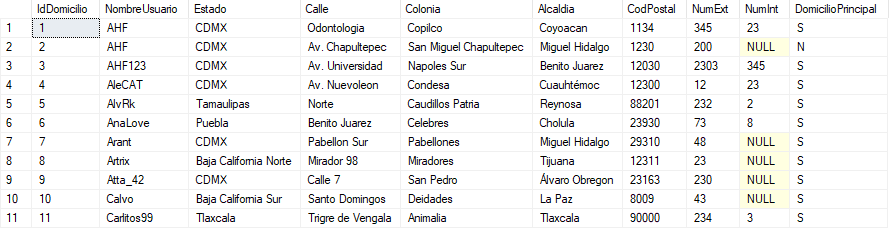 IdDomicilio NombreUsuario Estado Calle Colonia Alcaldia CodPostal NumExt NumInt DomicilioPrincipal
1 1 AHF CDMX Odontologia Copilco Coyoacan 1134 345 23 S
2 2 AHF CDMX Av. Chapultepec San Miguel Chapultepec Miguel Hidalgo 1230 200 NULL N
3 3 AHF123 CDMX Av. Universidad Napoles Sur Benito Juarez 12030 2303 345 S
4 4 AleCAT CDMX Av. Nuevoleon Condesa Cuauhtémoc 12300 12 23 S
5 5 AlvRk Tamaulipas Norte Caudillos Patria Reynosa 88201 232 2 S
6 6 AnaLove Puebla Benito Juarez Celebres Cholula 23930 73 8 S
7 7 Arant CDMX Pabellon Sur Pabellones Miguel Hidalgo 29310 48 NULL S
8 8 Artrix Baja California Norte Mirador 98 Miradores Tijuana 12311 23 NULL S
9 9 Atta_42 CDMX Calle 7 San Pedro Álvaro Obregon 23163 230 NULL S
10 10 Calvo Baja California Sur Santo Domingos Deidades La Paz 8009 43 NULL S
11 11 Carlitos99 Tlaxcala Trigre de Vengala Animalia Tlaxcala 90000 234 3 S